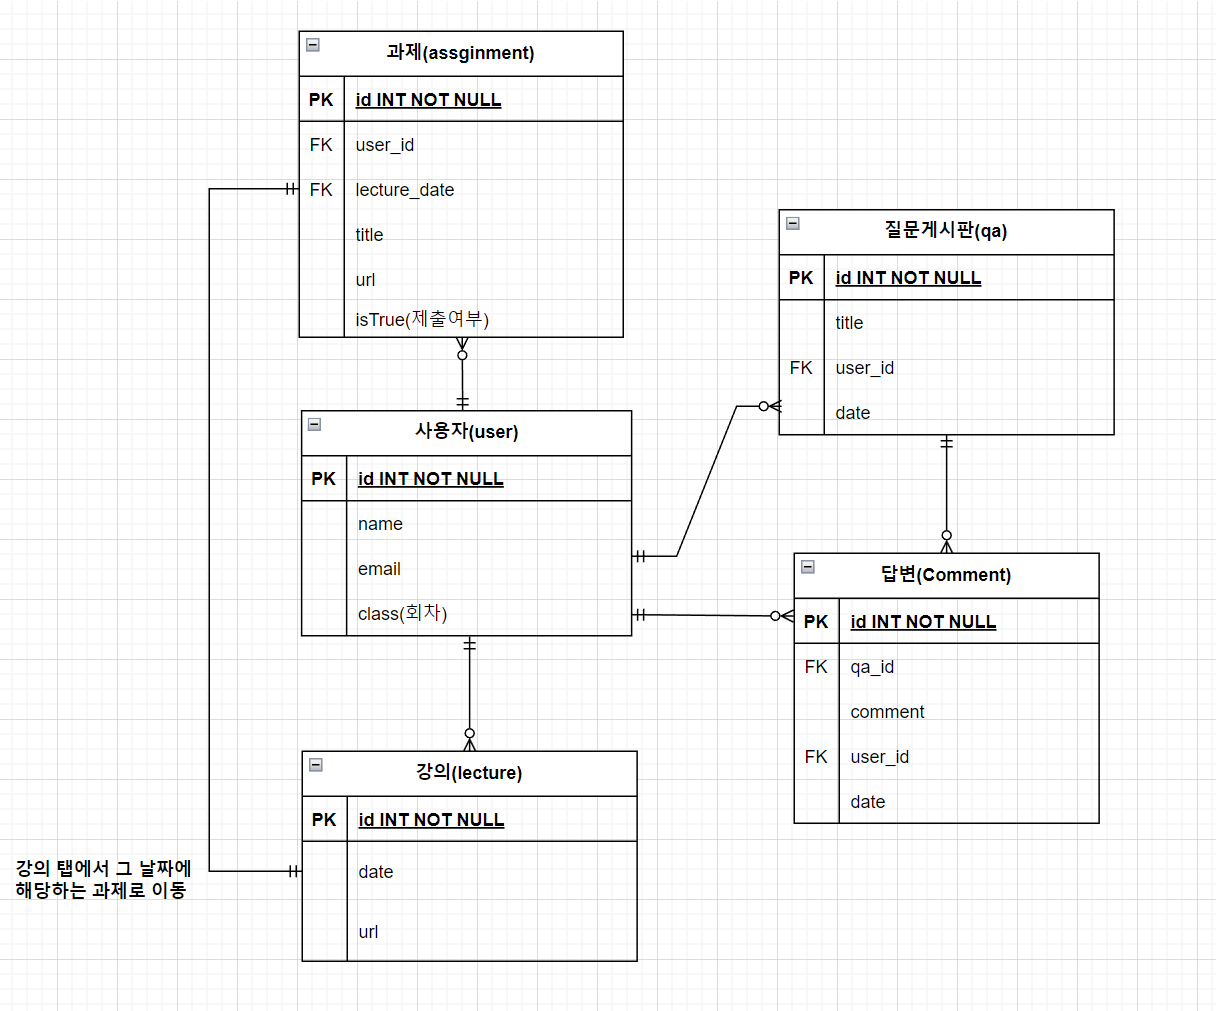 과제(assginment)
PK id INT NOT NULL
FK user_id
FK lecture_date
title
url
isTrue(제출여부)
사용자(user)
PK id INT NOT NULL
name
email
class(회차)
강의(lecture)
PK id INT NOT NULL
date
url
강의 탭에서 그 날짜에
해당하는 과제로 이동
질문게시판(qa)
PK id INT NOT NULL
title
FK user_id
date
답변(Comment)
PK id INT NOT NULL
FK qa_id
comment
FK user_id
date